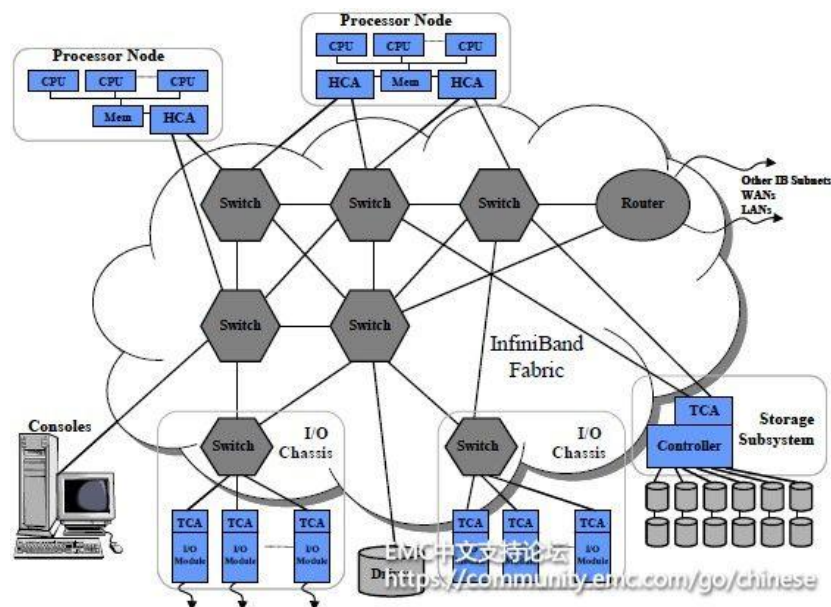 Processor Node
CPU CPU CPU
HCA Mem HCA
Processor Node
CPU CPU CPU
Mem HCA
Switch Switch Switch Router
Other IB Subnets
WANs
LANs
Switch Switch
InfiniBand
Fabric
Consoles
Switch
I/O
Chassis
Switch
I/O
Chassis
TCA
Controller
Storage
Subsystem
TCA TCA TCA
I/O I/O I/O
Module Module Module
TCA TCA TCA
I/O I/O I/O
EMC中文支持论坛
https://community.emc.com/go/chinese